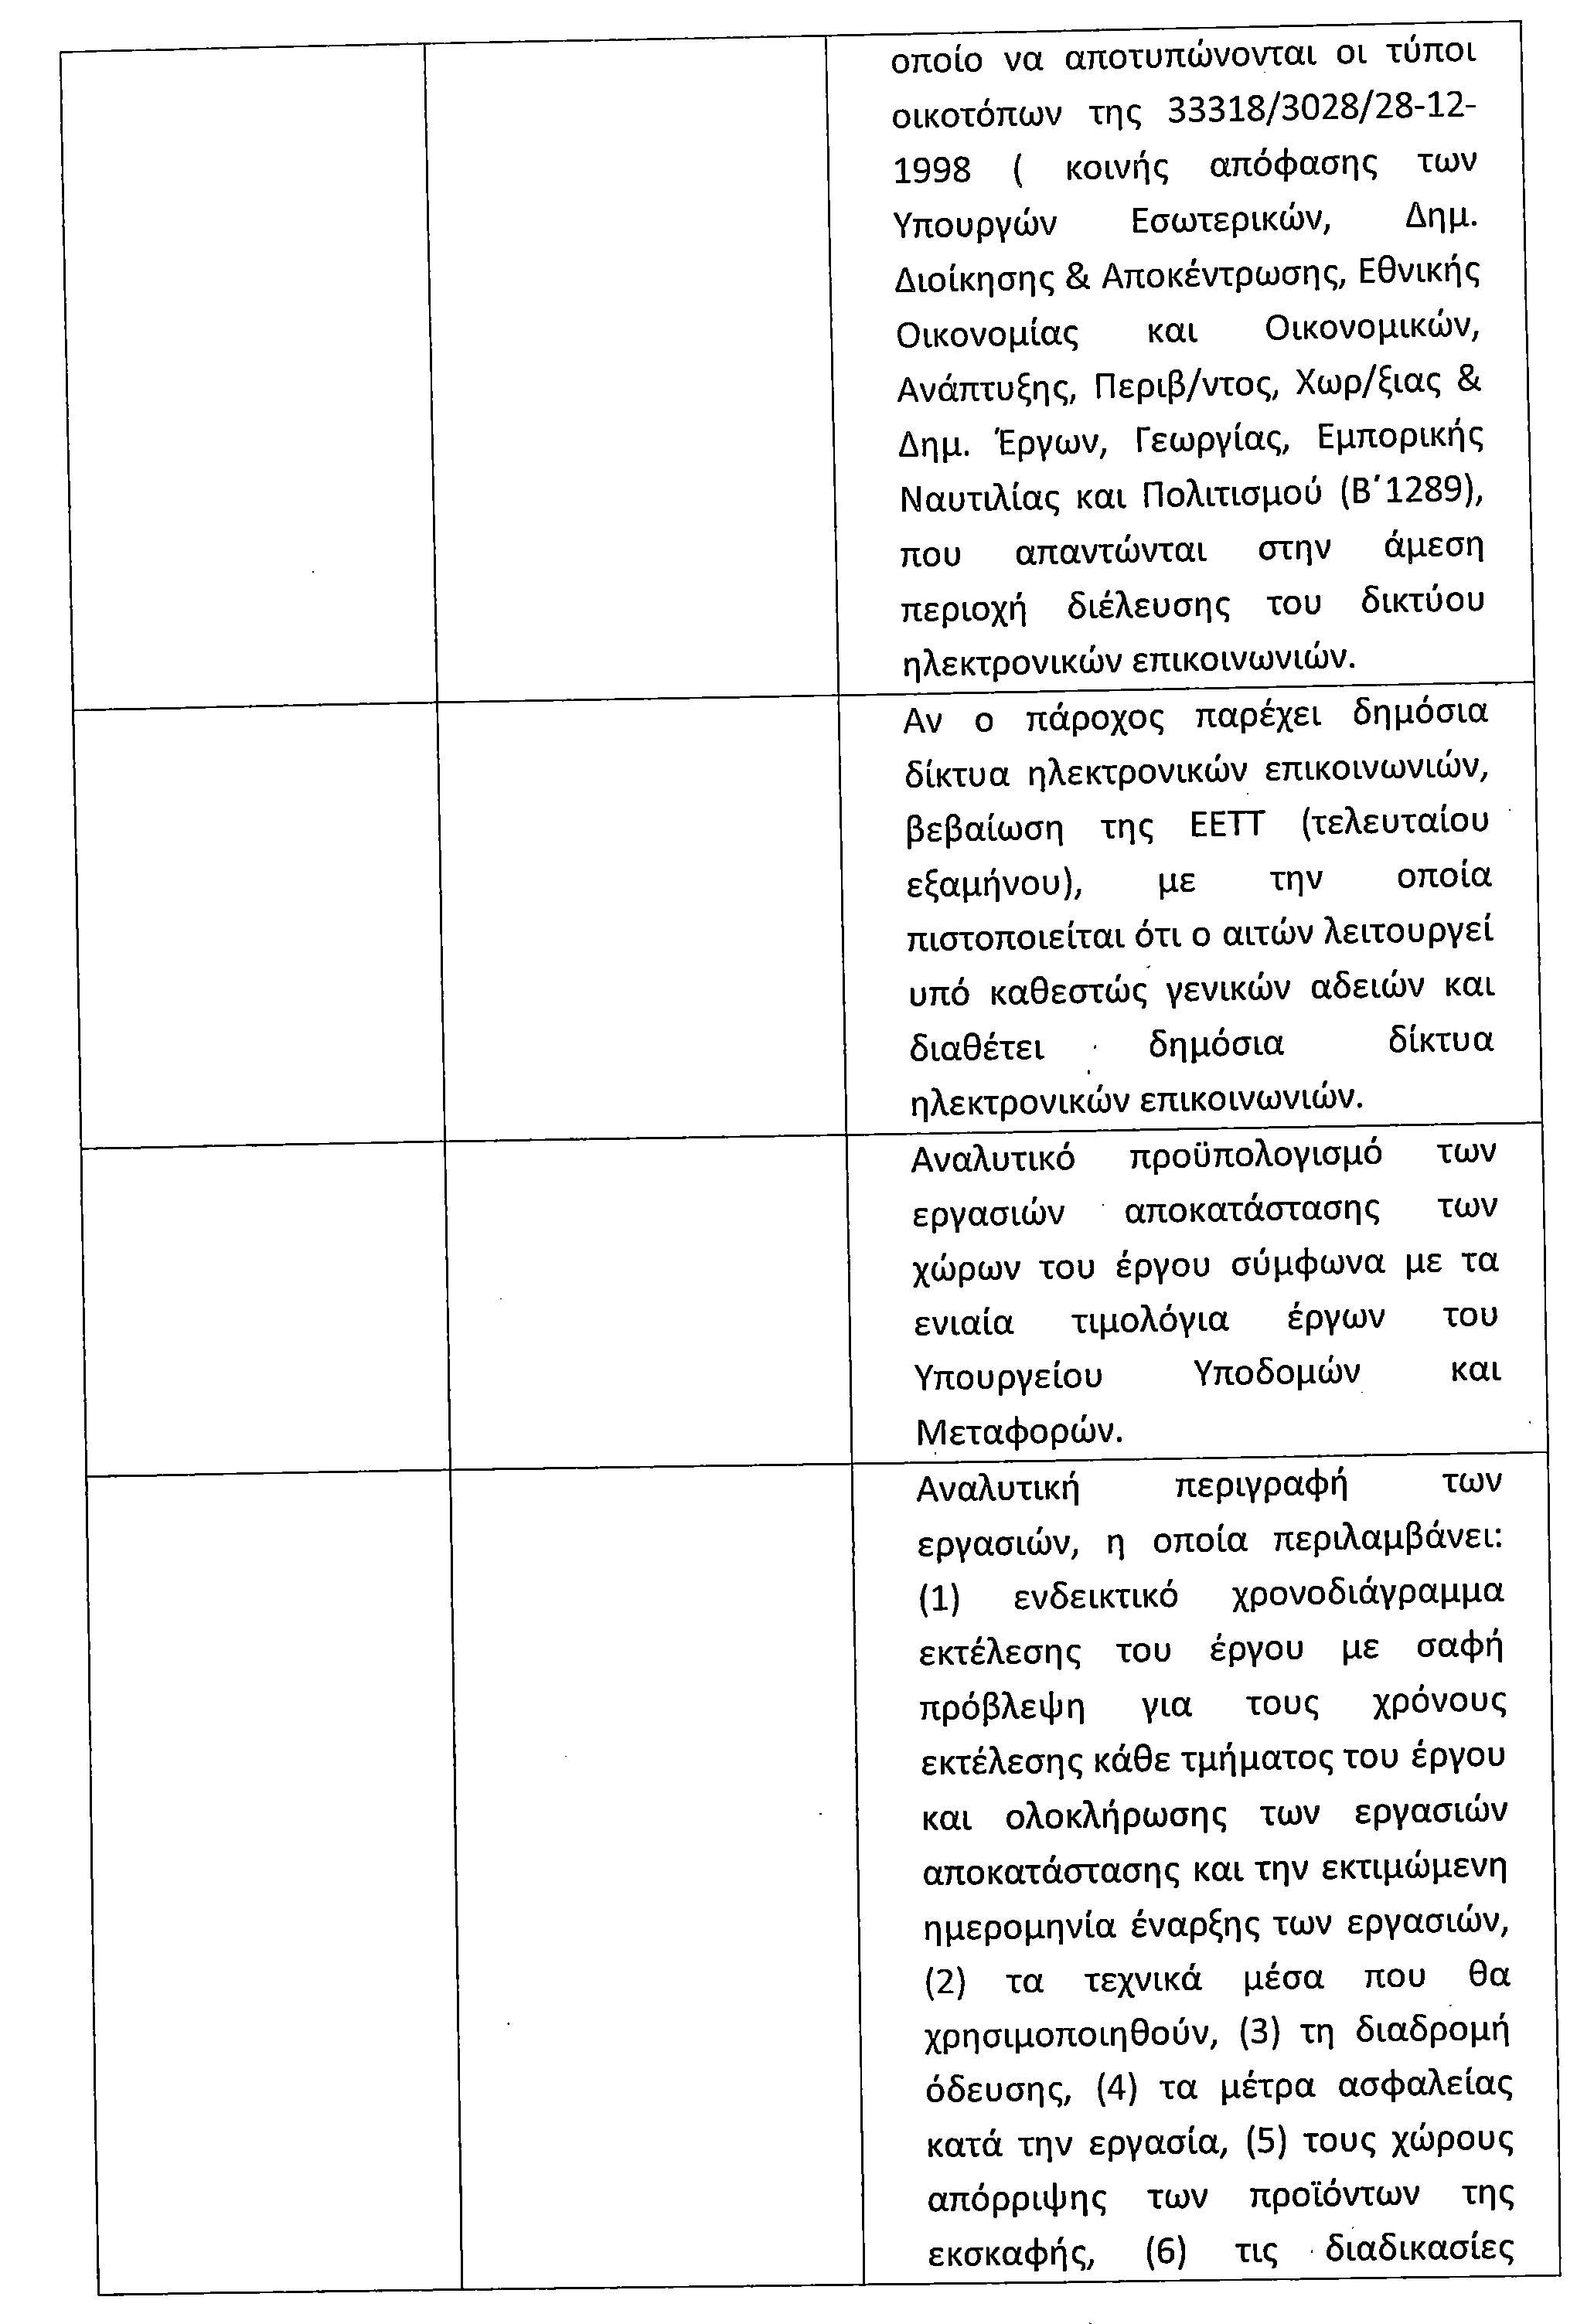 οποίο να αποτυπώνονται οι τύποι
οικοτόπων της 33318/3028/28-12-
1998 ( κοινής απόφασης των
Υπουργών Εσωτερικών, Δημ.
Διοίκησης & Αποκέντρωσης, Εθνικής
Οικονομίας και Οικονομικών,
Ανάπτυξης, Περιβ/ντος, Χωρ/ξιας &
Δημ. Έργων, Γεωργίας, Εμπορικής
Ναυτιλίας και Πολιτισμού (Β΄1289),
που απαντώνται στην άμεση
περιοχή διέλευσης του δικτύου
ηλεκτρονικών επικοινωνιών.
Αν ο πάροχος παρέχει δημόσια
δίκτυα ηλεκτρονικών επικοινωνιών,
βεβαίωση της ΕΕΤΤ (τελευταίου
εξαμήνου), με την οποία
πιστοποιείται ότι ο αιτών λειτουργεί
υπό καθεστώς γενικών αδειών και
διαθέτει δημόσια δίκτυα
ηλεκτρονικών επικοινωνιών.
Αναλυτικό προϋπολογισμό των
εργασιών αποκατάστασης των
χώρων του έργου σύμφωνα με τα
ενιαία τιμολόγια έργων του
Υπουργείου Υποδομών και
Μεταφορών.
Αναλυτική περιγραφή των
εργασιών, η οποία περιλαμβάνει:
(1) ενδεικτικό χρονοδιάγραμμα
εκτέλεσης του έργου με σαφή
πρόβλεψη για τους χρόνους
εκτέλεσης κάθε τμήματος του έργου
και ολοκλήρωσης των εργασιών
αποκατάστασης και την εκτιμώμενη
ημερομηνία έναρξης των εργασιών,
(2) τα τεχνικά μέσα που θα
χρησιμοποιηθούν, (3) τη διαδρομή
όδευσης, (4) τα μέτρα ασφαλείας
κατά την εργασία, (5) τους χώρους
απόρριψης των προϊόντων της
εκσκαφής, (6) τις διαδικασίες